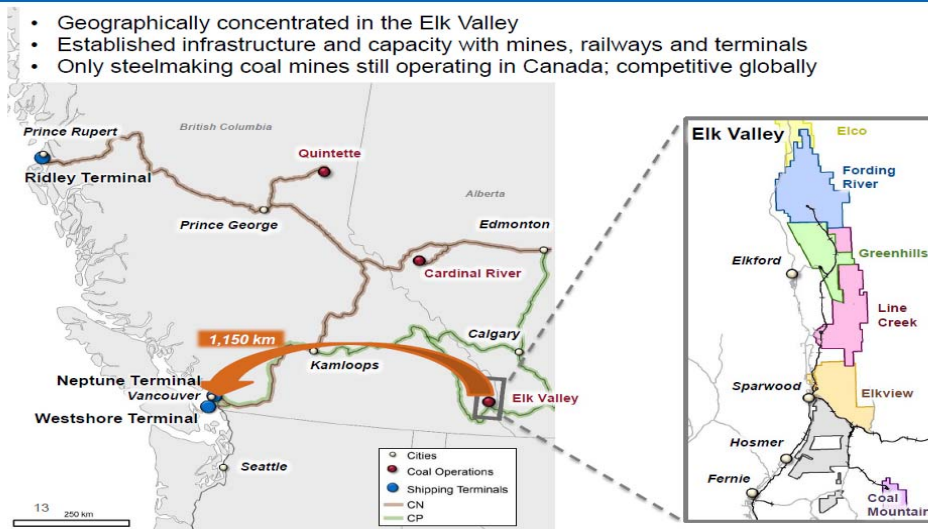 • Geographically concentrated in the Elk Valley
• Established infrastructure and capacity with mines, railways and terminals
• Only steelmaking coal mines still operating in Canada; competitive globally
Prince Rupert
British Columbia
Ridley Terminal
Quintette
Alberta
Prince George
Edmonton
Cardinal River
1,150 km
Calgary
Kamloops
Neptune Terminal
Vancouver
Westshore Terminal
Elk Valley
Seattle
Cities
Coal Operations
Shipping Terminals
CN
CP
13
250 km
Elk Valley
Elco
Fording
River
Elkford
Greenhills
Line
Creek
Sparwood
Elkview
Hosmer
Fernie
Coal
Mountain